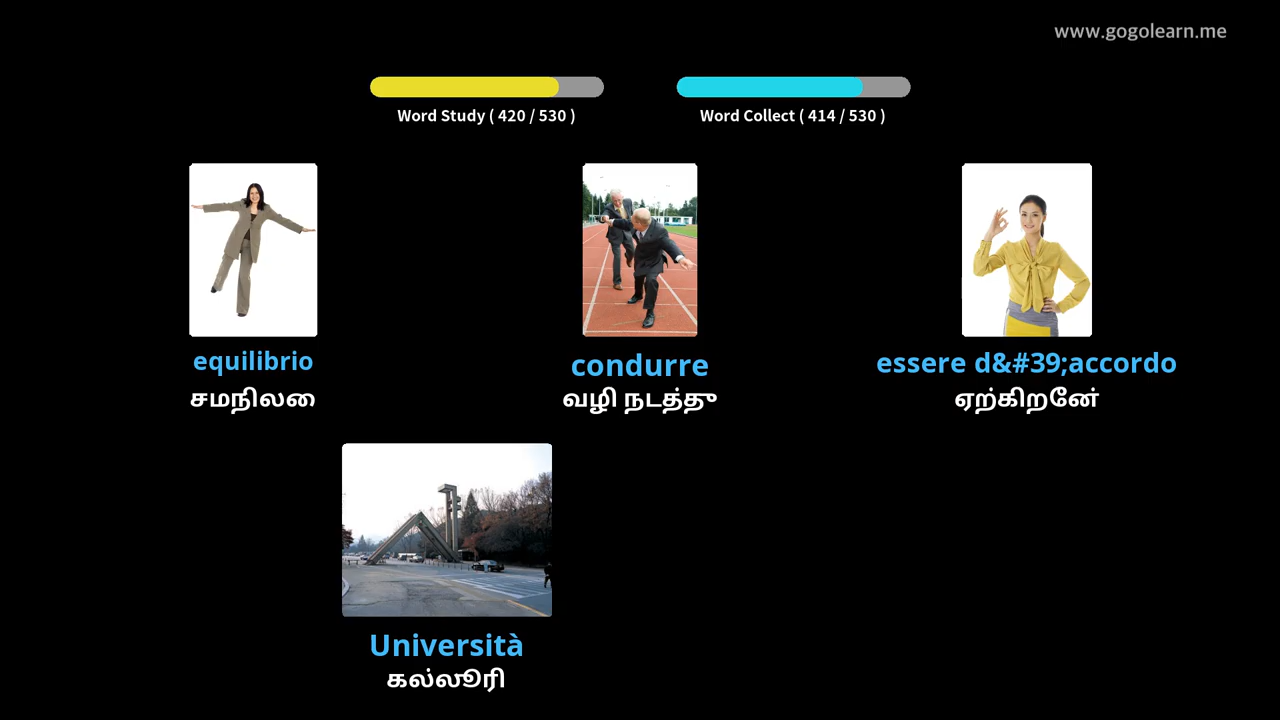 www.gogolearn.me
Word Study ( 420 / 530 )
Word Collect ( 414 / 530 )
equilibrio
சமநிலை
condurre
வழி நடத்து
essere d&#39;accordo
ஏற்கிறேன்
Università
கல்லூரி